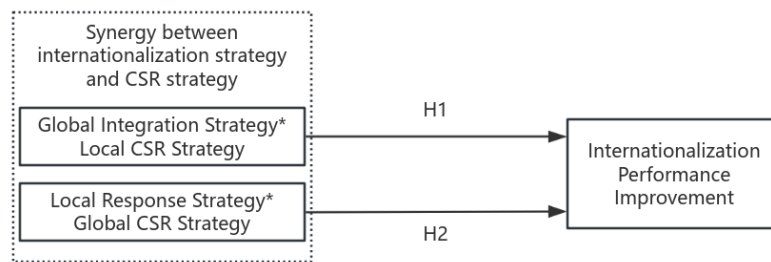 Synergy between
internationalization strategy
and CSR strategy
Global Integration Strategy*
Local CSR Strategy
H1
Local Response Strategy*
Global CSR Strategy
H2
Internationalization
Performance
Improvement